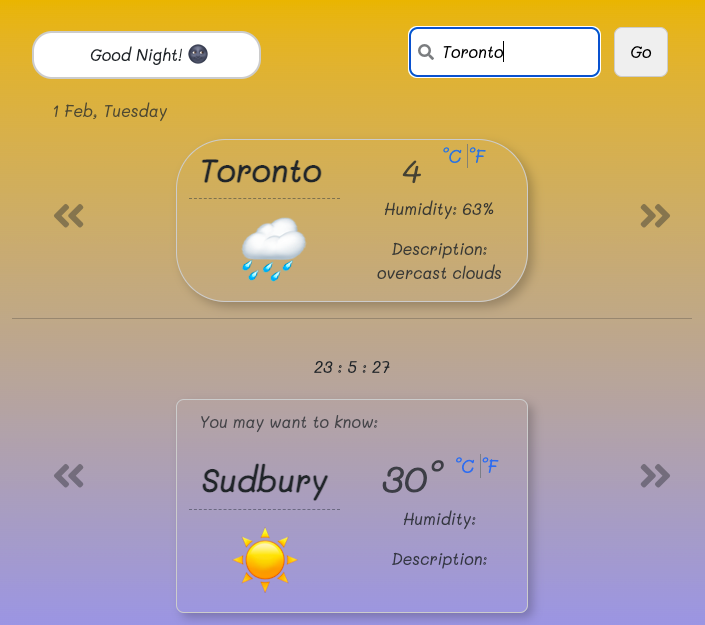 Good Night!
Toronto
Go
1 Feb, Tuesday
Toronto
4 °C|°F
Humidity: 63%
Description:
overcast clouds
23 : 5 : 27
You may want to know:
Sudbury
30° °C|°F
Humidity:
Description: